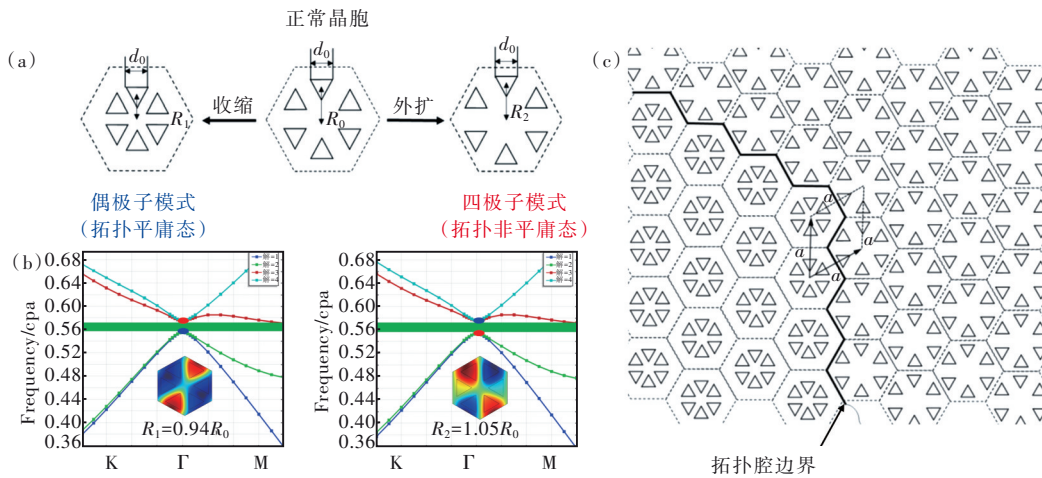 正常晶胞
(a)
d0
d0
d0
收缩
外扩
R1
R0
R2
偶极子模式
(拓扑平庸态)
四极子模式
(拓扑非平庸态)
(b)
Frequency/cpa
0.68
0.64
0.60
0.56
0.52
0.48
0.44
0.40
0.36
K
Γ
M
R1=0.94R0
Frequency/cpa
0.68
0.64
0.60
0.56
0.52
0.48
0.44
0.40
0.36
K
Γ
M
R2=1.05R0
(c)
a
a
a
拓扑腔边界